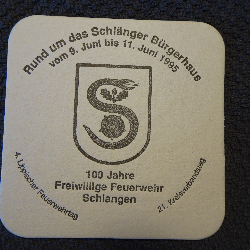 Rund um das Schlänger Bürgerhaus
vom 9. Juni bis 11. Juni 1995
100 Jahre
Freiwillige Feuerwehr
Schlangen
4. Lippischer Feuerwehrtag
21. Kreisverbandstag